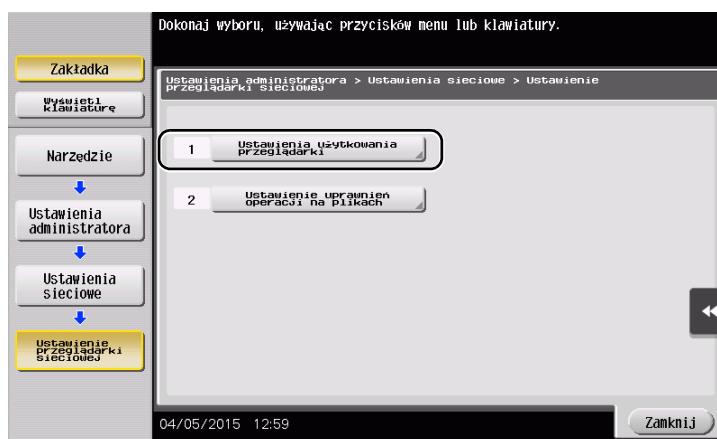 Dokonaj wyboru, używając przycisków menu lub klawiatury.
Zakładka
Wyświetl
klawiaturę
Ustawienia administratora > Ustawienia sieciowe > Ustawienie
przeglądarki sieciowej
Narzędzie
1 Ustawienia użytkowania
przeglądarki
2 Ustawienie uprawnień
operacji na plikach
Ustawienia
administratora
Ustawienia
sieciowe
Ustawienie
przeglądarki
sieciowej
04/05/2015 12:59
Zamknij